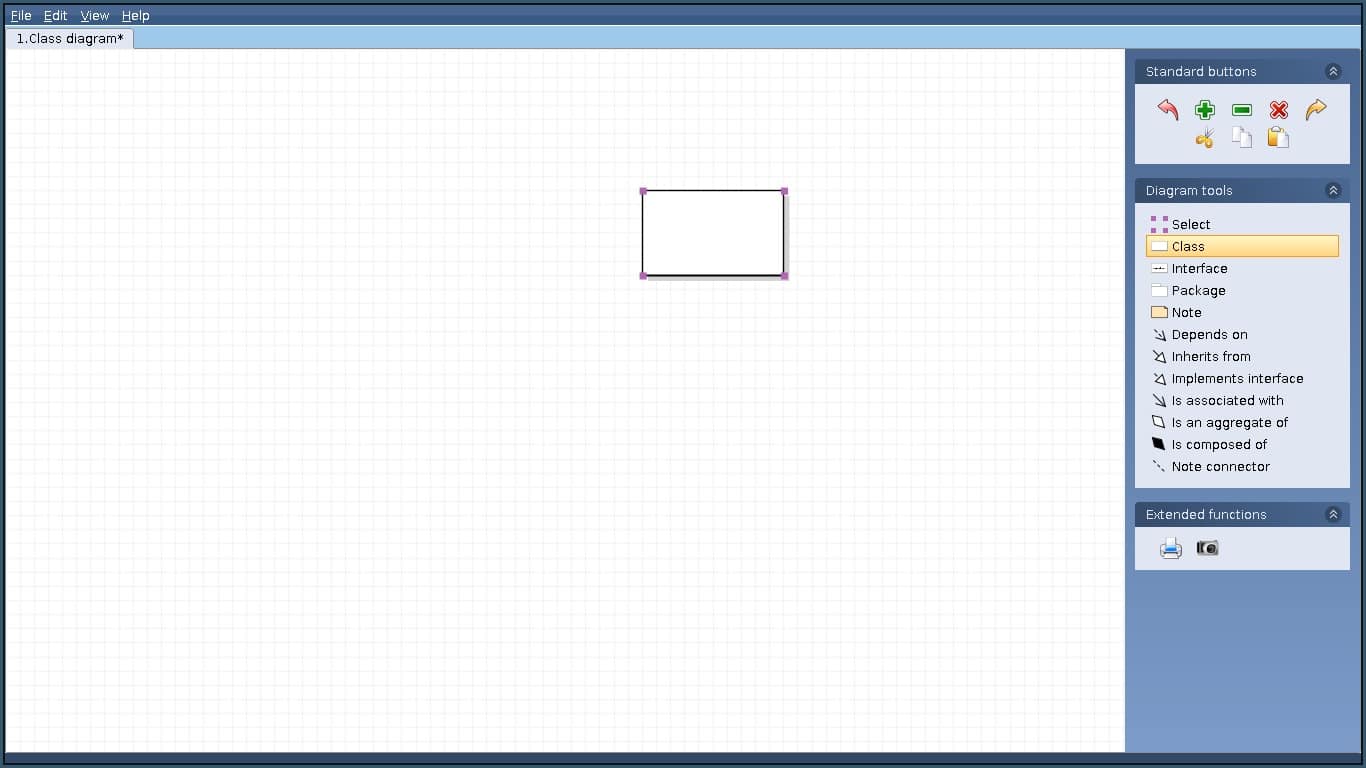 File Edit View Help
1.Class diagram*
Standard buttons
Diagram tools
Select
Class
Interface
Package
Note
Depends on
Inherits from
Implements interface
Is associated with
Is an aggregate of
Is composed of
Note connector
Extended functions